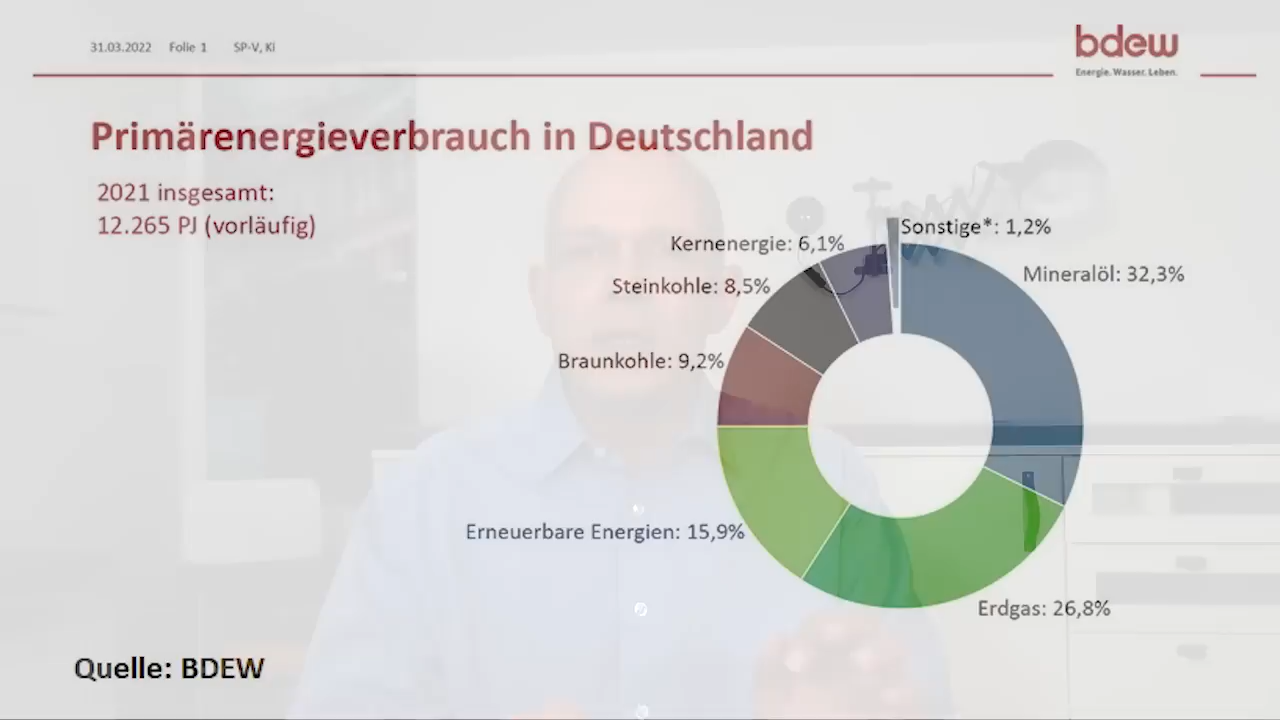 31.03.2022 Folie 1 SP-V, Ki
bdew
Energie. Wasser. Leben.
Primärenergieverbrauch in Deutschland
2021 insgesamt:
12.265 PJ (vorläufig)
Sonstige*: 1,2%
Kernenergie: 6,1%
Mineralöl: 32,3%
Steinkohle: 8,5%
Braunkohle: 9,2%
Erneuerbare Energien: 15,9%
Erdgas: 26,8%
Quelle: BDEW